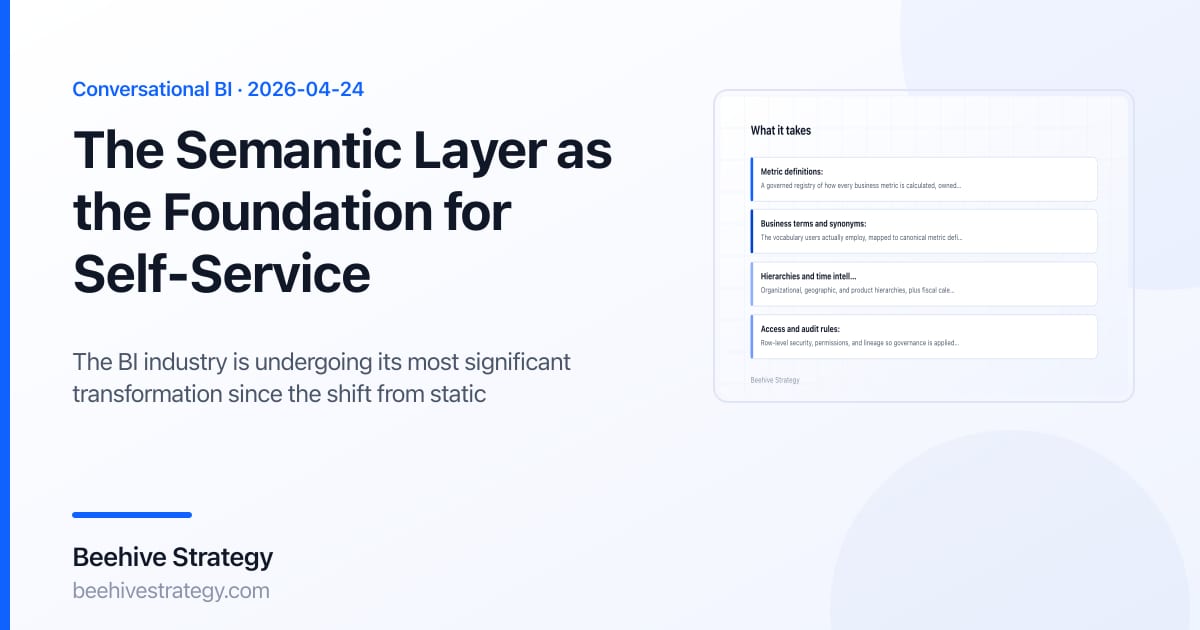 Conversational BI · 2026-04-24
The Semantic Layer as
the Foundation for
Self-Service
The BI industry is undergoing its most significant
transformation since the shift from static
Beehive Strategy
beehivestrategy.com
What it takes
Metric definitions:
A governed registry of how every business metric is calculated, owned...
Business terms and synonyms:
The vocabulary users actually employ, mapped to canonical metric defi...
Hierarchies and time intell...
Organizational, geographic, and product hierarchies, plus fiscal cale...
Access and audit rules:
Row-level security, permissions, and lineage so governance is applied...
Beehive Strategy